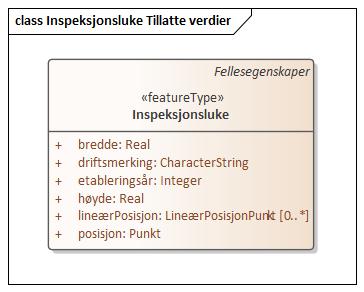 class Inspeksjonsluke Tillatte verdier
Fellesegenskaper
«featureType»
Inspeksjonsluke
+ bredde: Real
+ driftsmerking: CharacterString
+ etableringsår: Integer
+ høyde: Real
+ lineærPosisjon: LineærPosisjonPunkt [0..*]
+ posisjon: Punkt